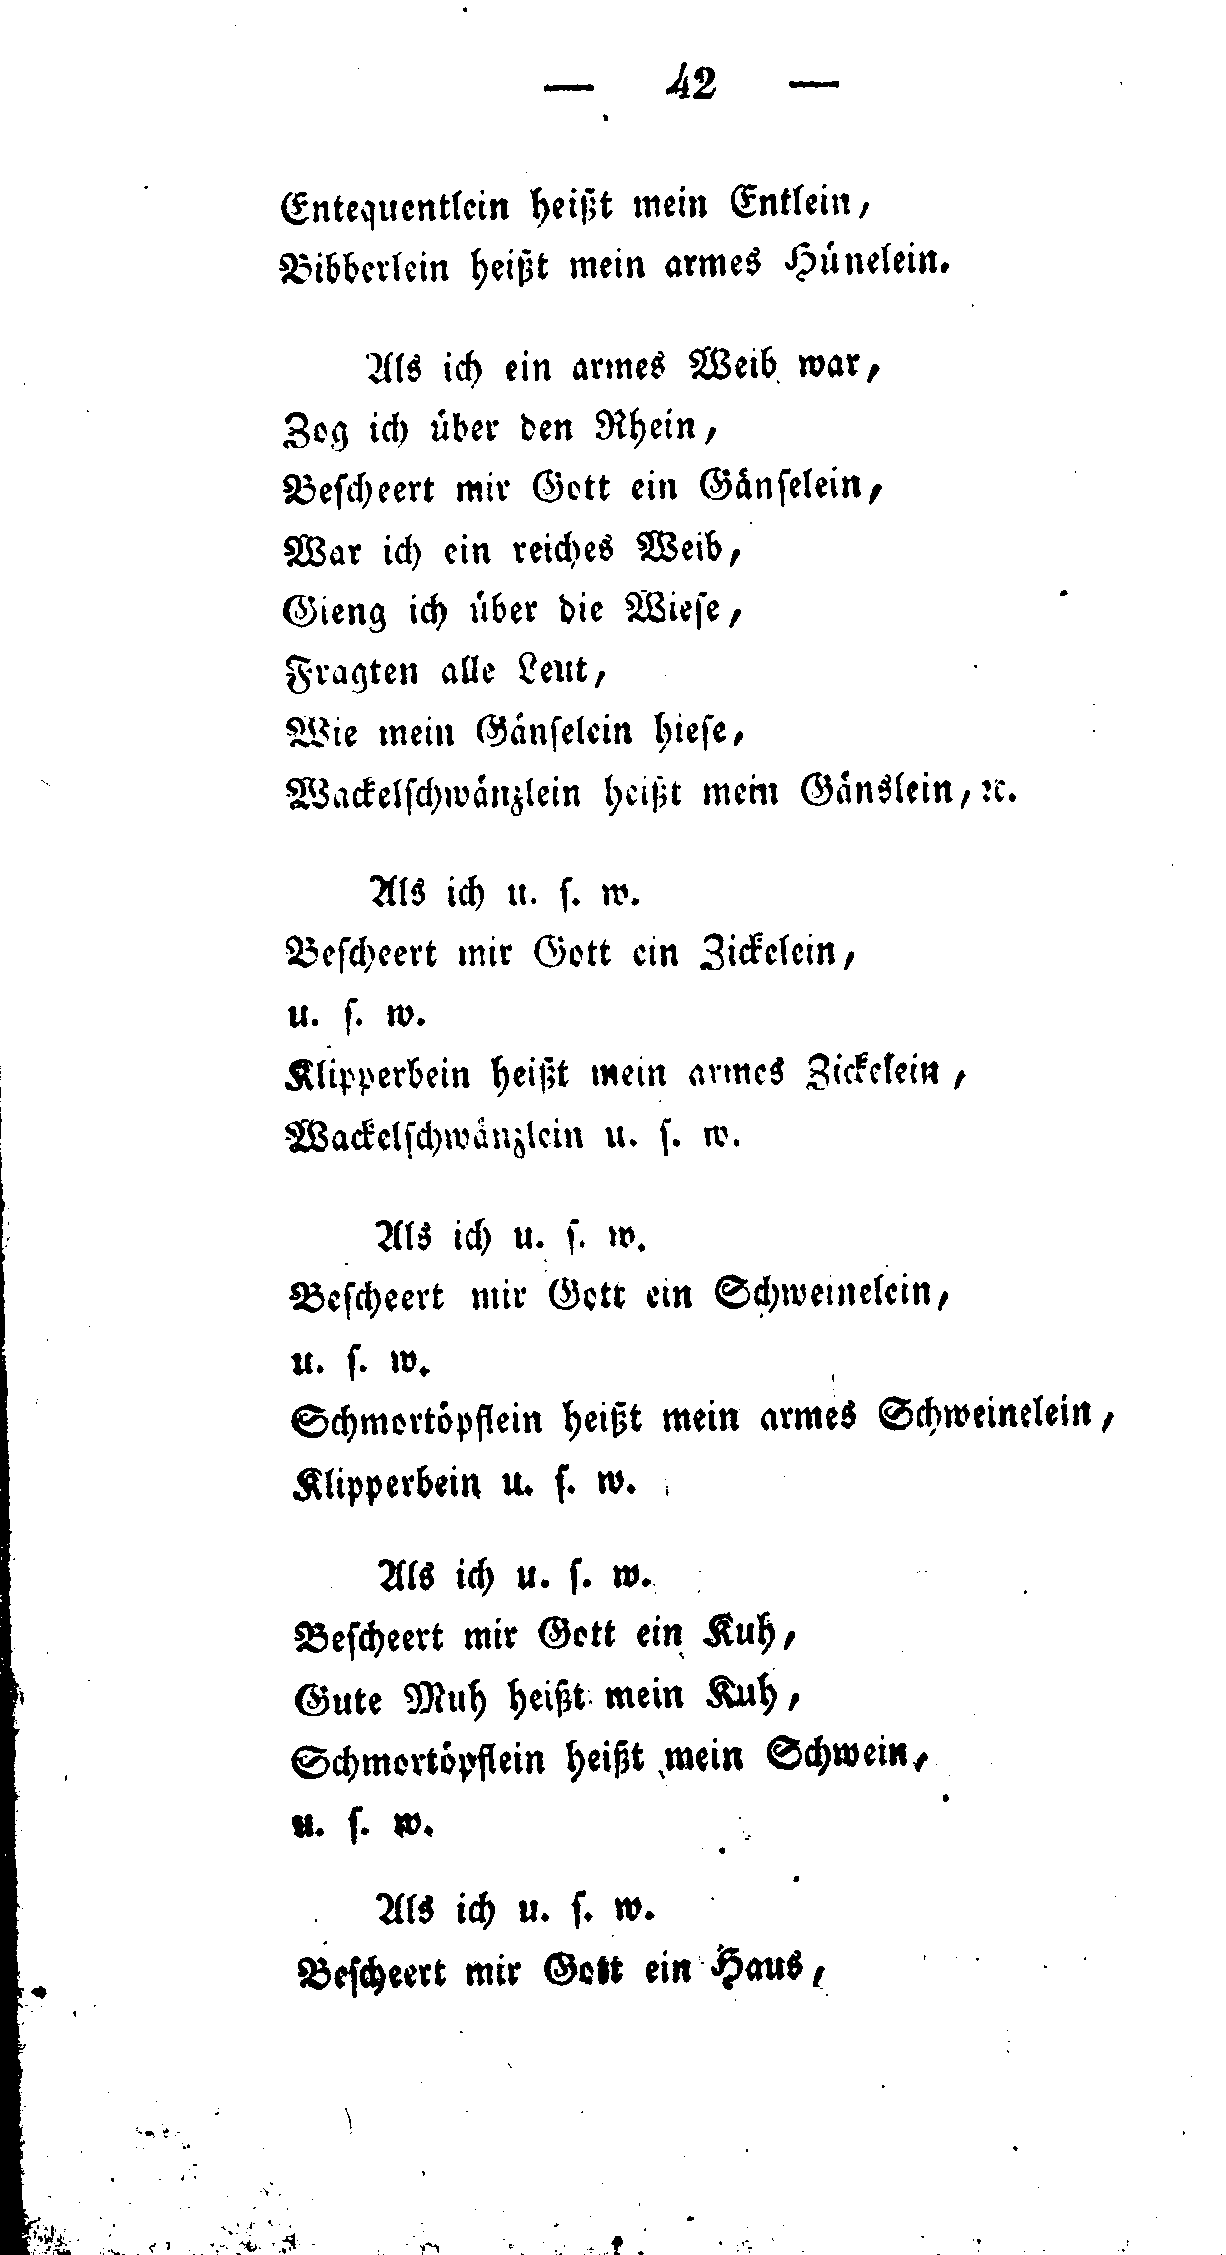 — 42 —
Entequentlein heißt mein Entlein,
Bibberlein heißt mein armes Hünelein.
Als ich ein armes Weib war,
Zog ich über den Rhein,
Bescheert mir Gott ein Gänselein,
War ich ein reiches Weib,
Gieng ich über die Wiese,
Fragten alle Leut,
Wie mein Gänselein hiese,
Wackelschwänzlein heißt mein Gänslein, ꝛc.
Als ich u. s. w.
Bescheert mir Gott ein Zickelein,
u. s. w.
Klipperbein heißt mein armes Zickelein,
Wackelschwänzlein u. s. w.
Als ich u. s. w.
Bescheert mir Gott ein Schweinelein,
u. s. w.
Schmortöpflein heißt mein armes Schweinelein,
Klipperbein u. s. w.
Als ich u. s. w.
Bescheert mir Gott ein Kuh,
Gute Muh heißt mein Kuh,
Schmortöpflein heißt mein Schwein,
u. s. w.
Als ich u. s. w.
Bescheert mir Gott ein Haus,